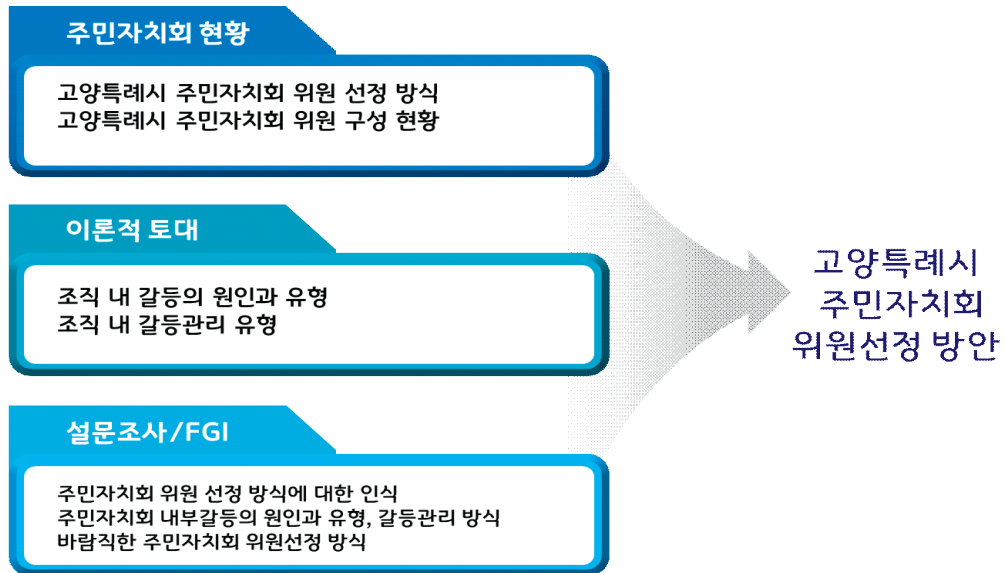 주민자치회 현황
고양특례시 주민자치회 위원 선정 방식
고양특례시 주민자치회 위원 구성 현황
이론적 토대
조직 내 갈등의 원인과 유형
조직 내 갈등관리 유형
설문조사/FGI
주민자치회 위원 선정 방식에 대한 인식
주민자치회 내부갈등의 원인과 유형, 갈등관리 방식
바람직한 주민자치회 위원선정 방식
고양특례시
주민자치회
위원선정 방안